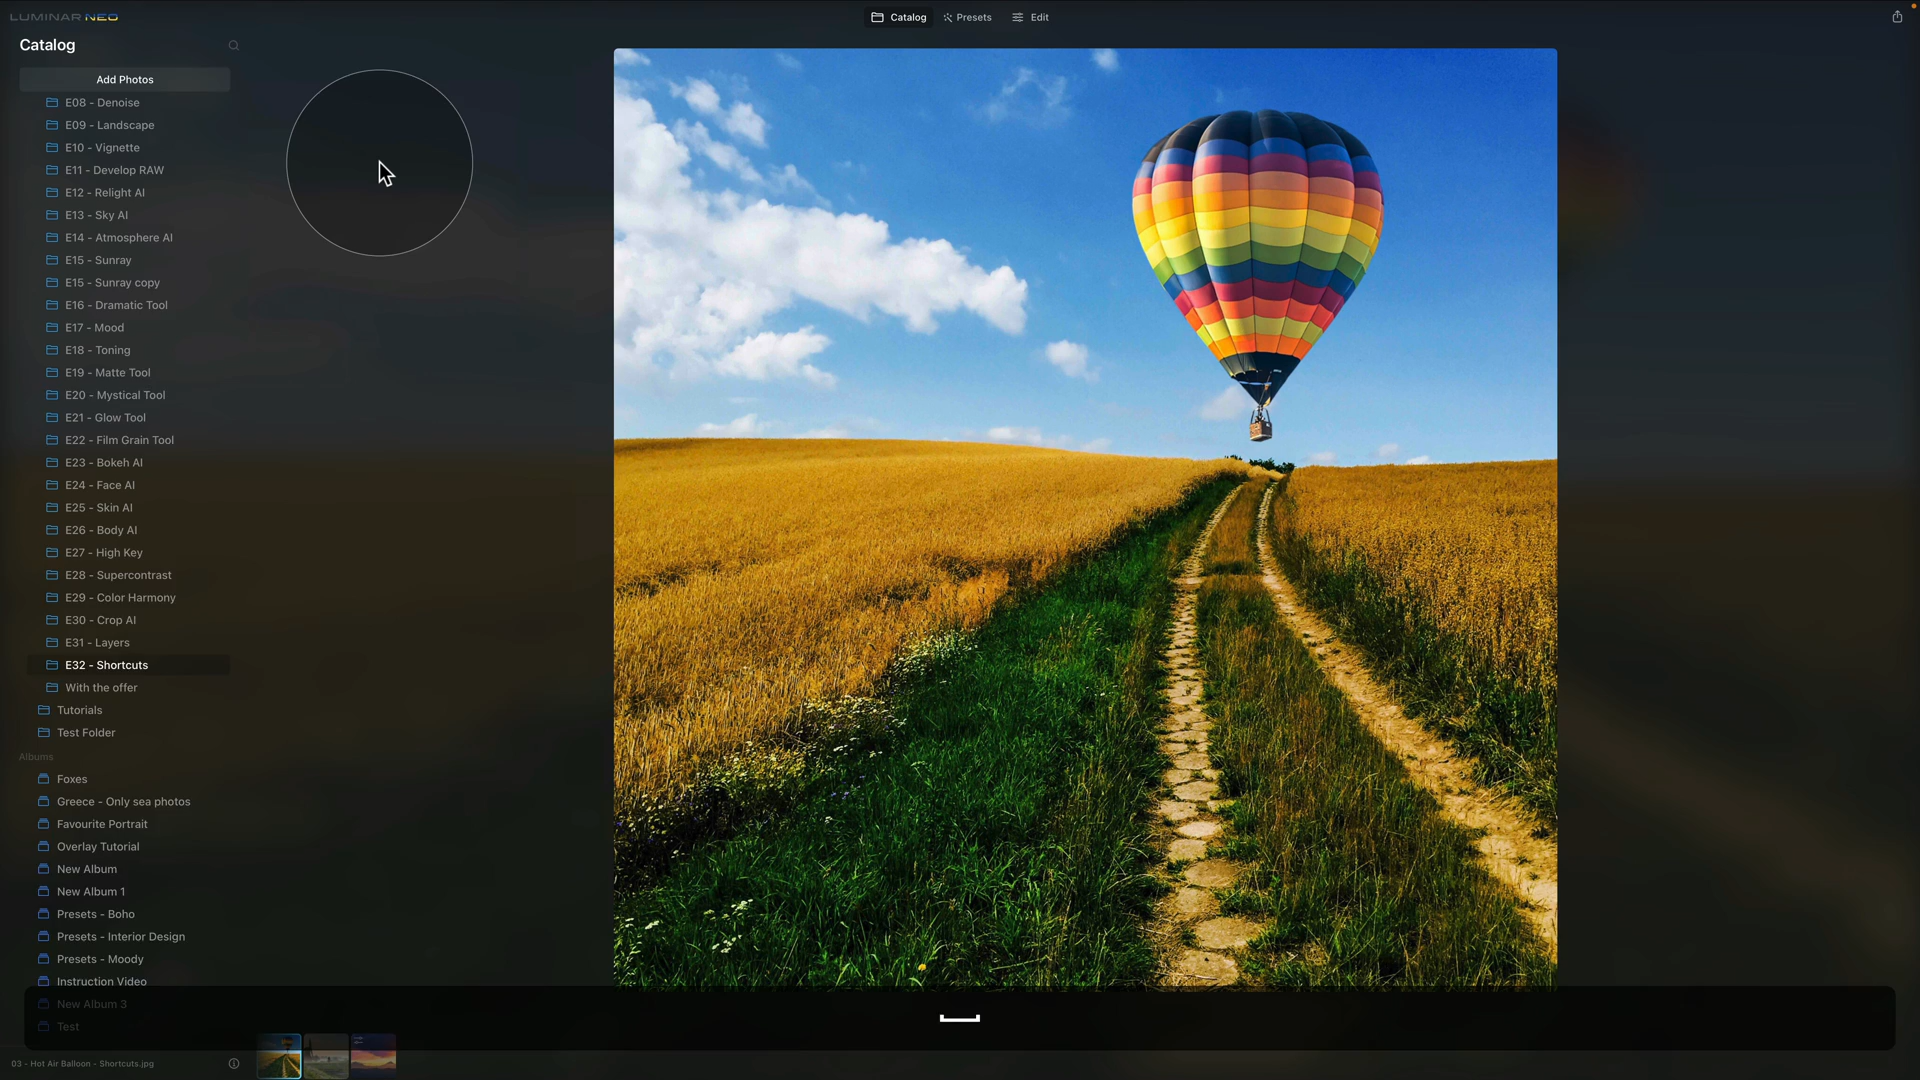 LUMINAR NEO
Catalog
Presets
Edit
Catalog
Add Photos
E08 - Denoise
E09 - Landscape
E10 - Vignette
E11 - Develop RAW
E12 - Relight AI
E13 - Sky AI
E14 - Atmosphere AI
E15 - Sunray
E15 - Sunray copy
E16 - Dramatic Tool
E17 - Mood
E18 - Toning
E19 - Matte Tool
E20 - Mystical Tool
E21 - Glow Tool
E22 - Film Grain Tool
E23 - Bokeh AI
E24 - Face AI
E25 - Skin AI
E26 - Body AI
E27 - High Key
E28 - Supercontrast
E29 - Color Harmony
E30 - Crop AI
E31 - Layers
E32 - Shortcuts
With the offer
Tutorials
Test Folder
Albums
Foxes
Greece - Only sea photos
Favourite Portrait
Overlay Tutorial
New Album
New Album 1
Presets - Boho
Presets - Interior Design
Presets - Moody
Instruction Video
New Album 3
Test
03 - Hot Air Balloon - Shortcuts.jpg